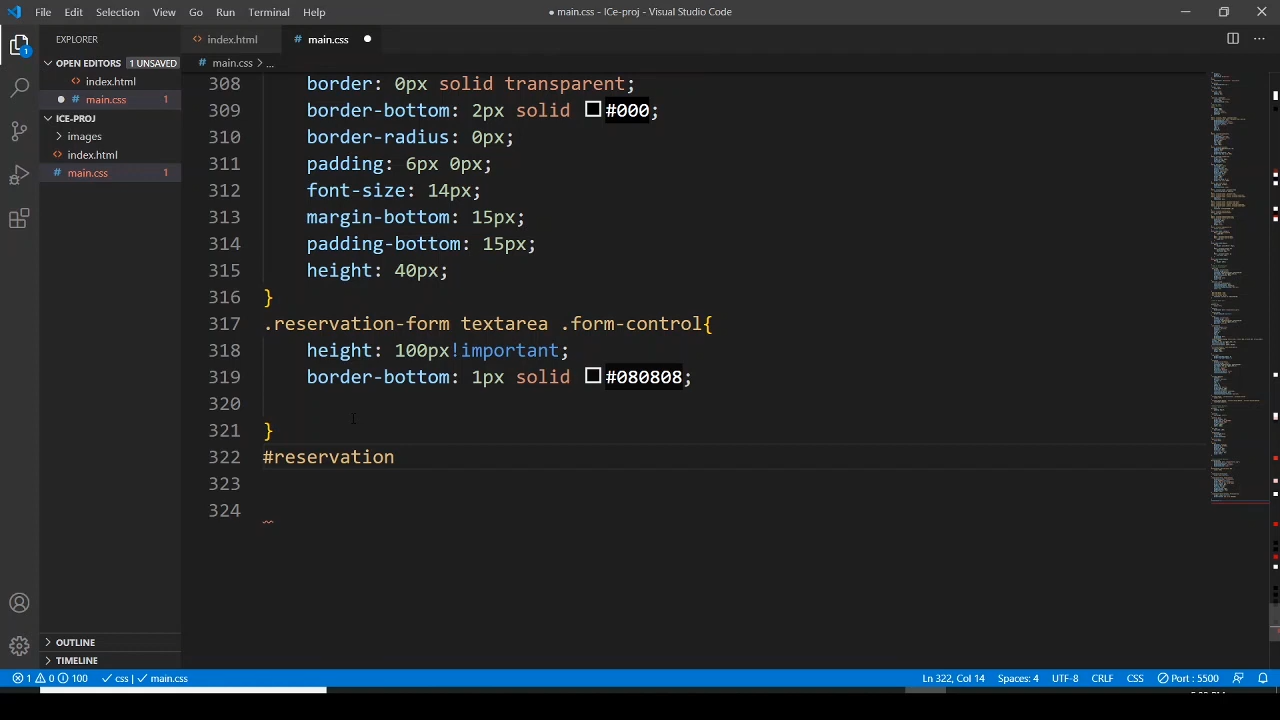 File Edit Selection View Go Run Terminal Help ● main.css - ICe-proj - Visual Studio Code
EXPLORER
<> index.html # main.css ●
OPEN EDITORS 1 UNSAVED
# main.css > ...
<> index.html
● # main.css 1
ICE-PROJ
images
<> index.html
# main.css 1
308 border: 0px solid transparent;
309 border-bottom: 2px solid #000;
310 border-radius: 0px;
311 padding: 6px 0px;
312 font-size: 14px;
313 margin-bottom: 15px;
314 padding-bottom: 15px;
315 height: 40px;
316 }
317 .reservation-form textarea .form-control{
318 height: 100px!important;
319 border-bottom: 1px solid #080808;
320
321 }
322 #reservation
323
324
OUTLINE
TIMELINE
1 0 100 css | main.css Ln 322, Col 14 Spaces: 4 UTF-8 CRLF CSS Port : 5500